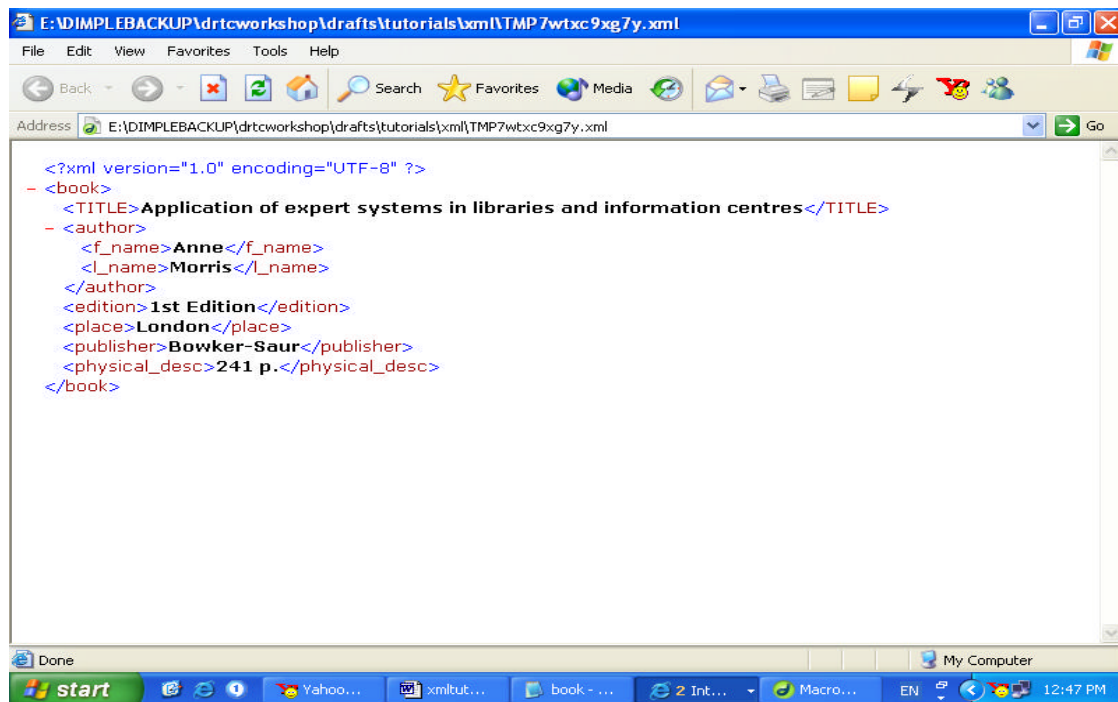 E:\DIMPLEBACKUP\drtcworkshop\drafts\tutorials\xml\TMP7wtxc9xg7y.xml
File Edit View Favorites Tools Help
Back Search Favorites Media
Address E:\DIMPLEBACKUP\drtcworkshop\drafts\tutorials\xml\TMP7wtxc9xg7y.xml Go
<?xml version="1.0" encoding="UTF-8" ?>
- <book>
<TITLE>Application of expert systems in libraries and information centres</TITLE>
- <author>
<f_name>Anne</f_name>
<l_name>Morris</l_name>
</author>
<edition>1st Edition</edition>
<place>London</place>
<publisher>Bowker-Saur</publisher>
<physical_desc>241 p.</physical_desc>
</book>
Done My Computer
start Yahoo... xmltut... book - ... 2 Int... Macro... EN 12:47 PM